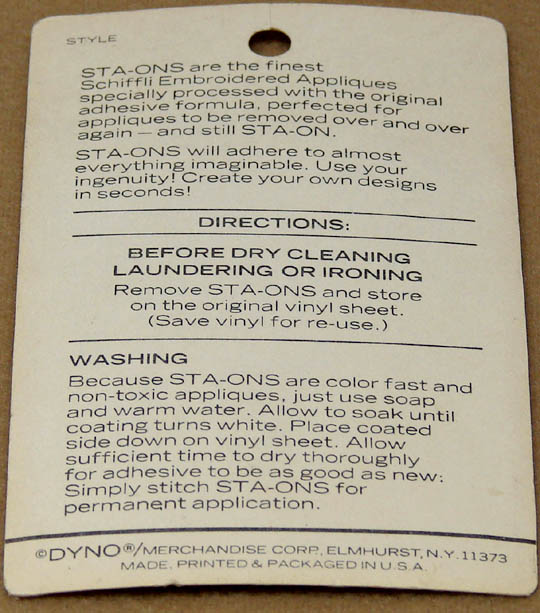 STYLE
STA-ONS are the finest
Schiffli Embroidered Appliques
specially processed with the original
adhesive formula, perfected for
appliques to be removed over and over
again — and still STA-ON.
STA-ONS will adhere to almost
everything imaginable. Use your
ingenuity! Create your own designs
in seconds!
DIRECTIONS:
BEFORE DRY CLEANING
LAUNDERING OR IRONING
Remove STA-ONS and store
on the original vinyl sheet.
(Save vinyl for re-use.)
WASHING
Because STA-ONS are color fast and
non-toxic appliques, just use soap
and warm water. Allow to soak until
coating turns white. Place coated
side down on vinyl sheet. Allow
sufficient time to dry thoroughly
for adhesive to be as good as new.
Simply stitch STA-ONS for
permanent application.
©DYNO®/MERCHANDISE CORP., ELMHURST, N.Y. 11373
MADE, PRINTED & PACKAGED IN U.S.A.